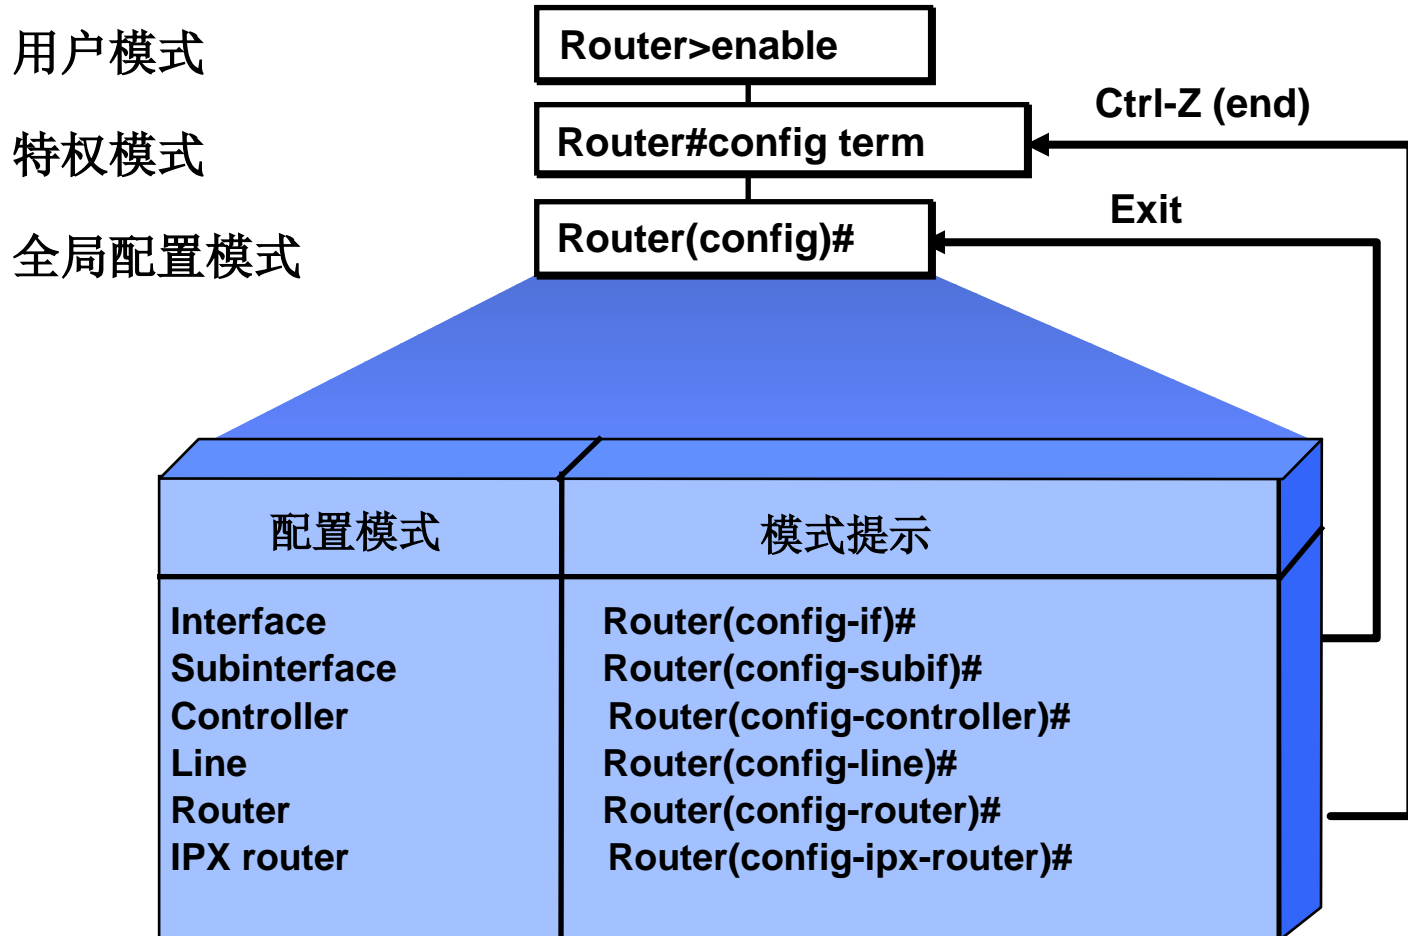 用户模式
Router>enable
Ctrl-Z (end)
特权模式
Router#config term
Exit
全局配置模式
Router(config)#
配置模式
模式提示
Interface
Router(config-if)#
Subinterface
Router(config-subif)#
Controller
Router(config-controller)#
Line
Router(config-line)#
Router
Router(config-router)#
IPX router
Router(config-ipx-router)#